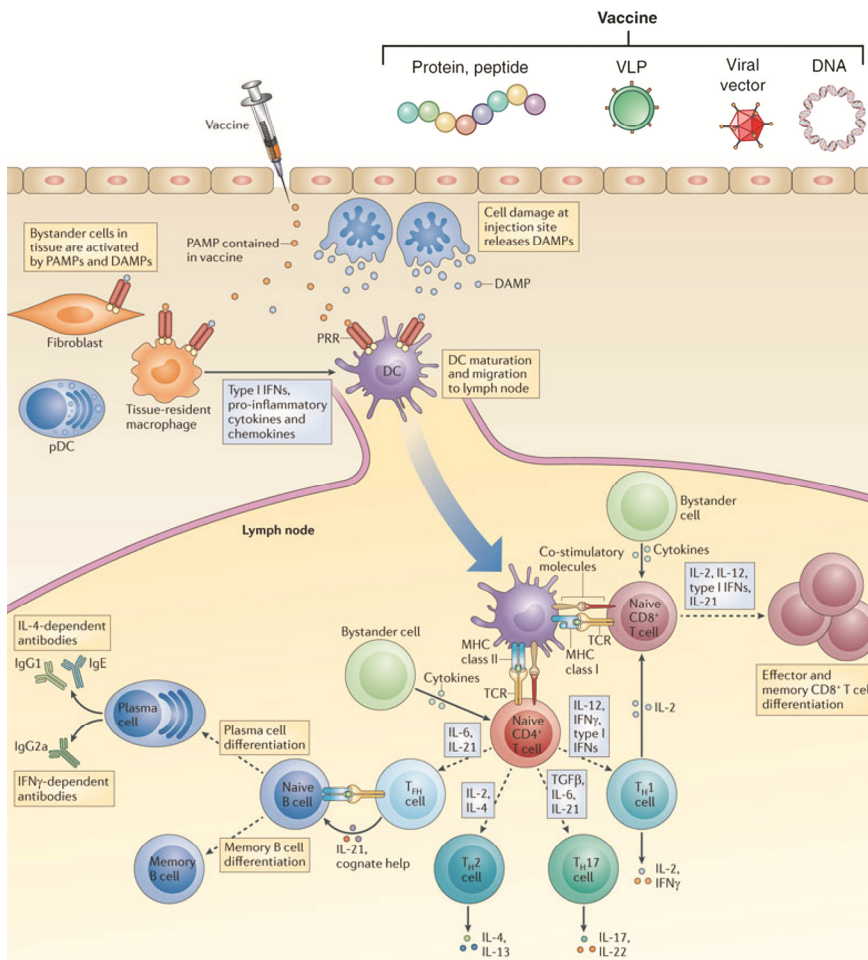 Vaccine
Protein, peptide
VLP
Viral
vector
DNA
Vaccine
Bystander cells in
tissue are activated
by PAMPs and DAMPs
PAMP contained
in vaccine
Cell damage at
injection site
releases DAMPs
DAMP
Fibroblast
PRR
DC
DC maturation
and migration
to lymph node
Tissue-resident
macrophage
Type I IFNs,
pro-inflammatory
cytokines and
chemokines
pDC
Lymph node
Bystander
cell
Cytokines
Co-stimulatory
molecules
Naive
CD8+
T cell
IL-2, IL-12,
type I IFNs,
IL-21
TCR
MHC
class I
MHC
class II
TCR
Effector and
memory CD8+ T cell
differentiation
IL-4-dependent
antibodies
IgG1
IgE
IgG2a
IFNγ-dependent
antibodies
Plasma
cell
Plasma cell
differentiation
Bystander cell
Cytokines
Naive
CD4+
T cell
IL-6,
IL-21
IL-12,
IFNγ,
type I
IFNs
IL-2
Naive
B cell
TFH
cell
IL-2,
IL-4
TGFβ,
IL-6,
IL-21
TH1
cell
Memory
B cell
Memory B cell
differentiation
IL-21,
cognate help
TH2
cell
TH17
cell
IL-2,
IFNγ
IL-4,
IL-13
IL-17,
IL-22